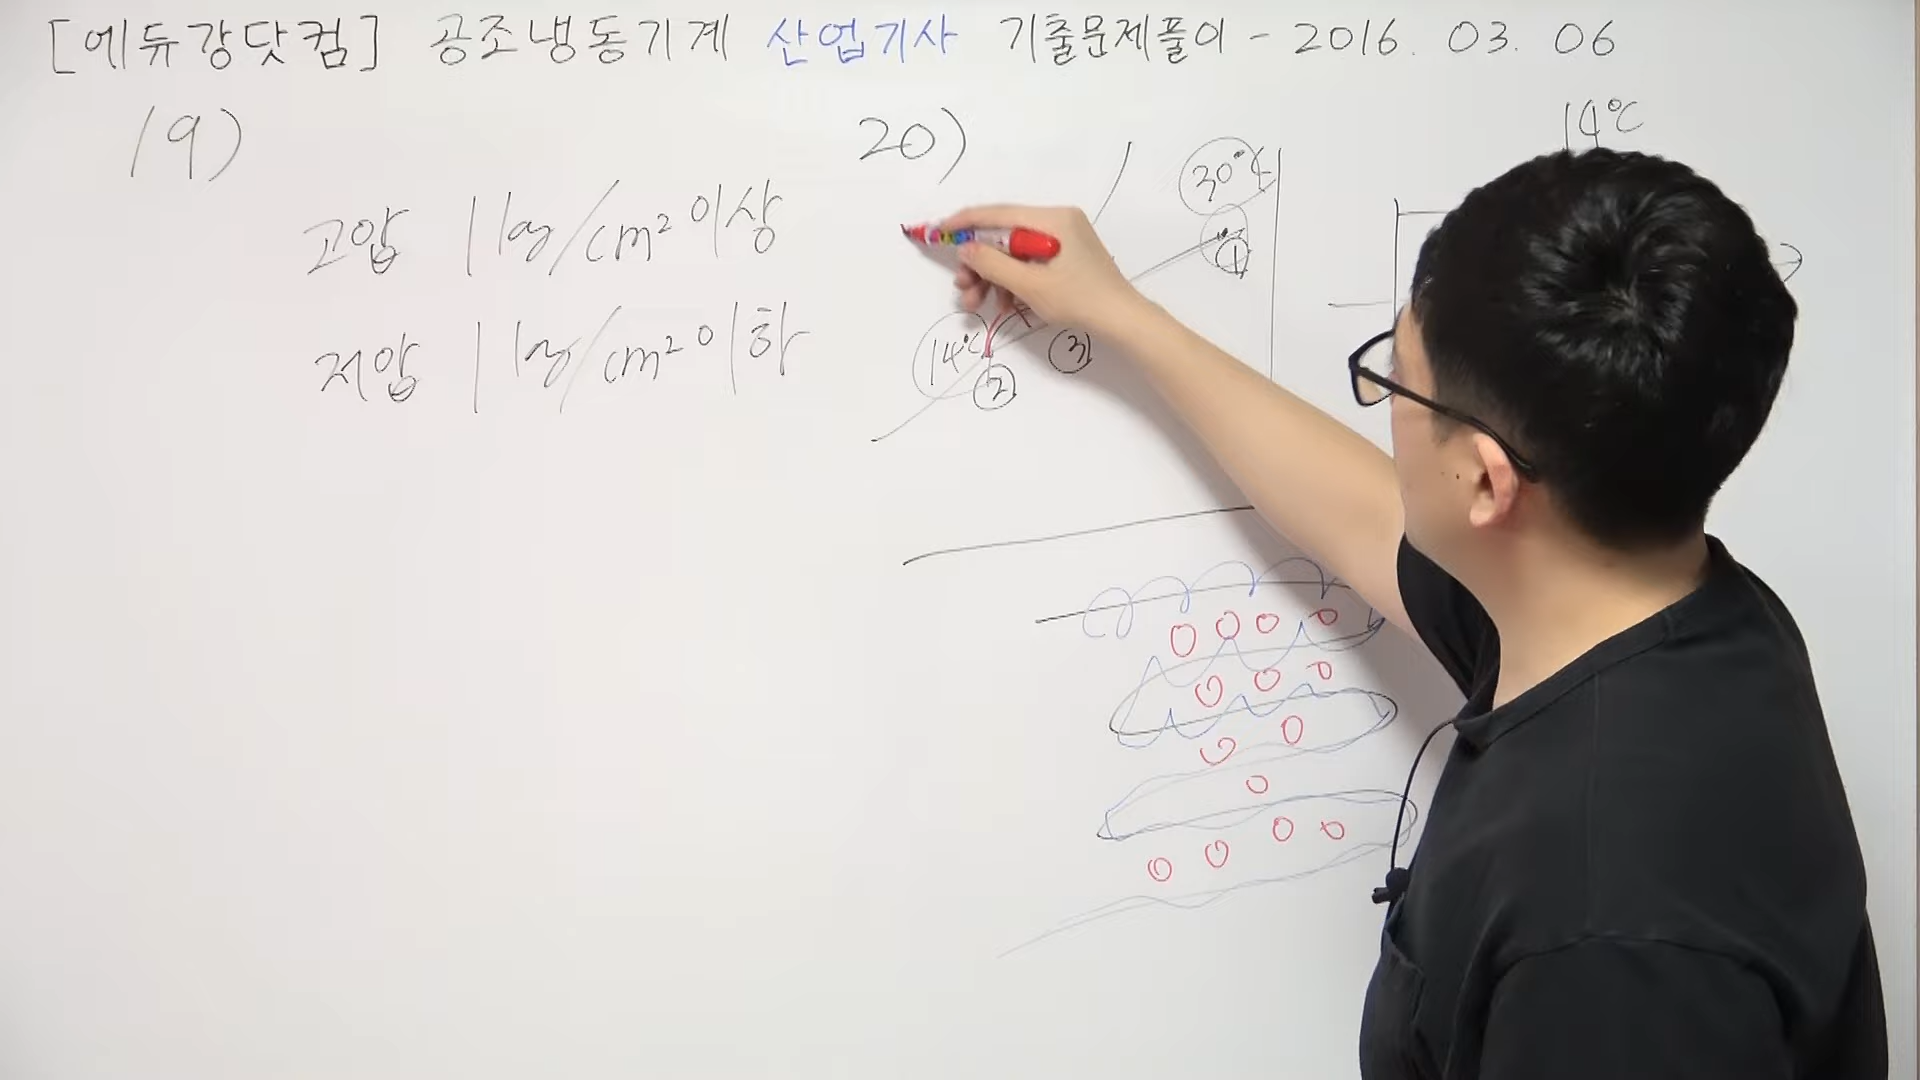 [에듀강닷컴] 공조냉동기계 산업기사 기출문제풀이 - 2016. 03. 06
19)
고압 1kg/cm² 이상
저압 1kg/cm² 이하
20)
30℃
①
14℃
②
③
14℃